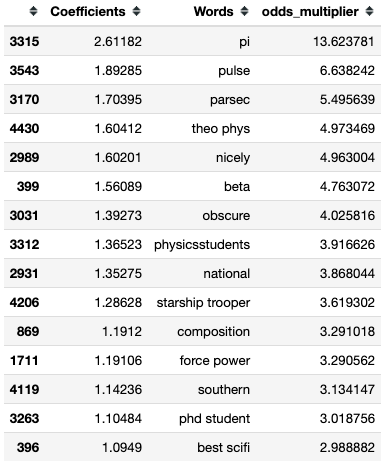 Coefficients Words odds_multiplier
3315 2.61182 pi 13.623781
3543 1.89285 pulse 6.638242
3170 1.70395 parsec 5.495639
4430 1.60412 theo phys 4.973469
2989 1.60201 nicely 4.963004
399 1.56089 beta 4.763072
3031 1.39273 obscure 4.025816
3312 1.36523 physicsstudents 3.916626
2931 1.35275 national 3.868044
4206 1.28628 starship trooper 3.619302
869 1.1912 composition 3.291018
1711 1.19106 force power 3.290562
4119 1.14236 southern 3.134147
3263 1.10484 phd student 3.018756
396 1.0949 best scifi 2.988882